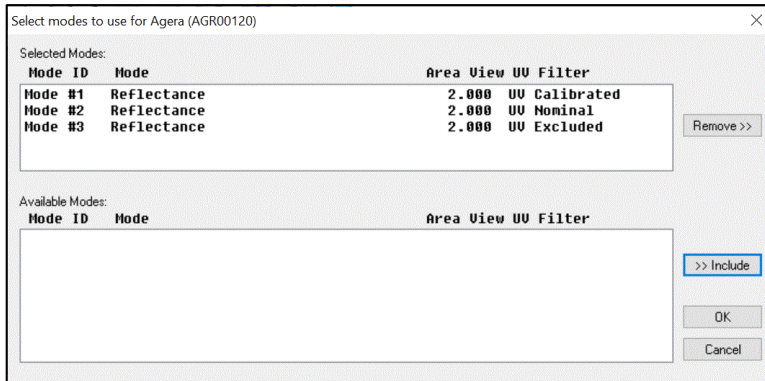 Select modes to use for Agera (AGR00120)
Selected Modes:
Mode ID Mode Area View UV Filter
Mode #1 Reflectance 2.000 UV Calibrated
Mode #2 Reflectance 2.000 UV Nominal
Mode #3 Reflectance 2.000 UV Excluded
Remove >>
Available Modes:
Mode ID Mode Area View UV Filter
>> Include
OK
Cancel